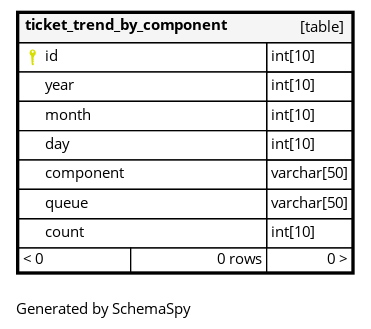 ticket_trend_by_component [table]
id int[10]
year int[10]
month int[10]
day int[10]
component varchar[50]
queue varchar[50]
count int[10]
< 0 0 rows 0 >
Generated by SchemaSpy